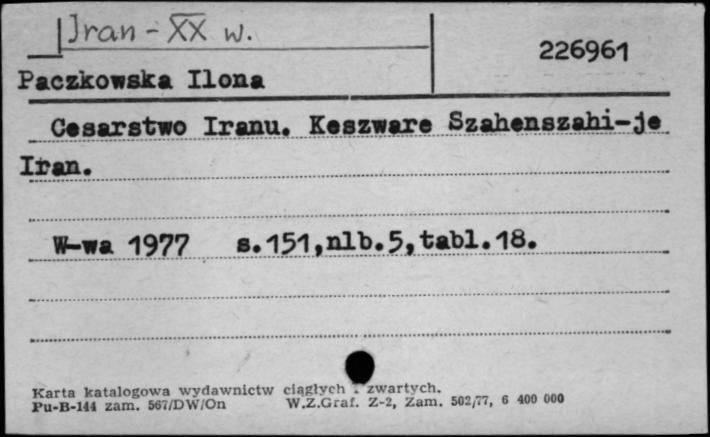 Iran - XX w.
226961
Paczkowska Ilona
Cesarstwo Iranu. Keszware Szahenszahi-je
Iran.
W-wa 1977 s.151,nlb.5,tabl.18.
Karta katalogowa wydawnictw ciągłych i zwartych.
Pu-B-144 zam. 567/DW/On W.Z.Graf. Z-2, Zam. 502/77, 6 400 000